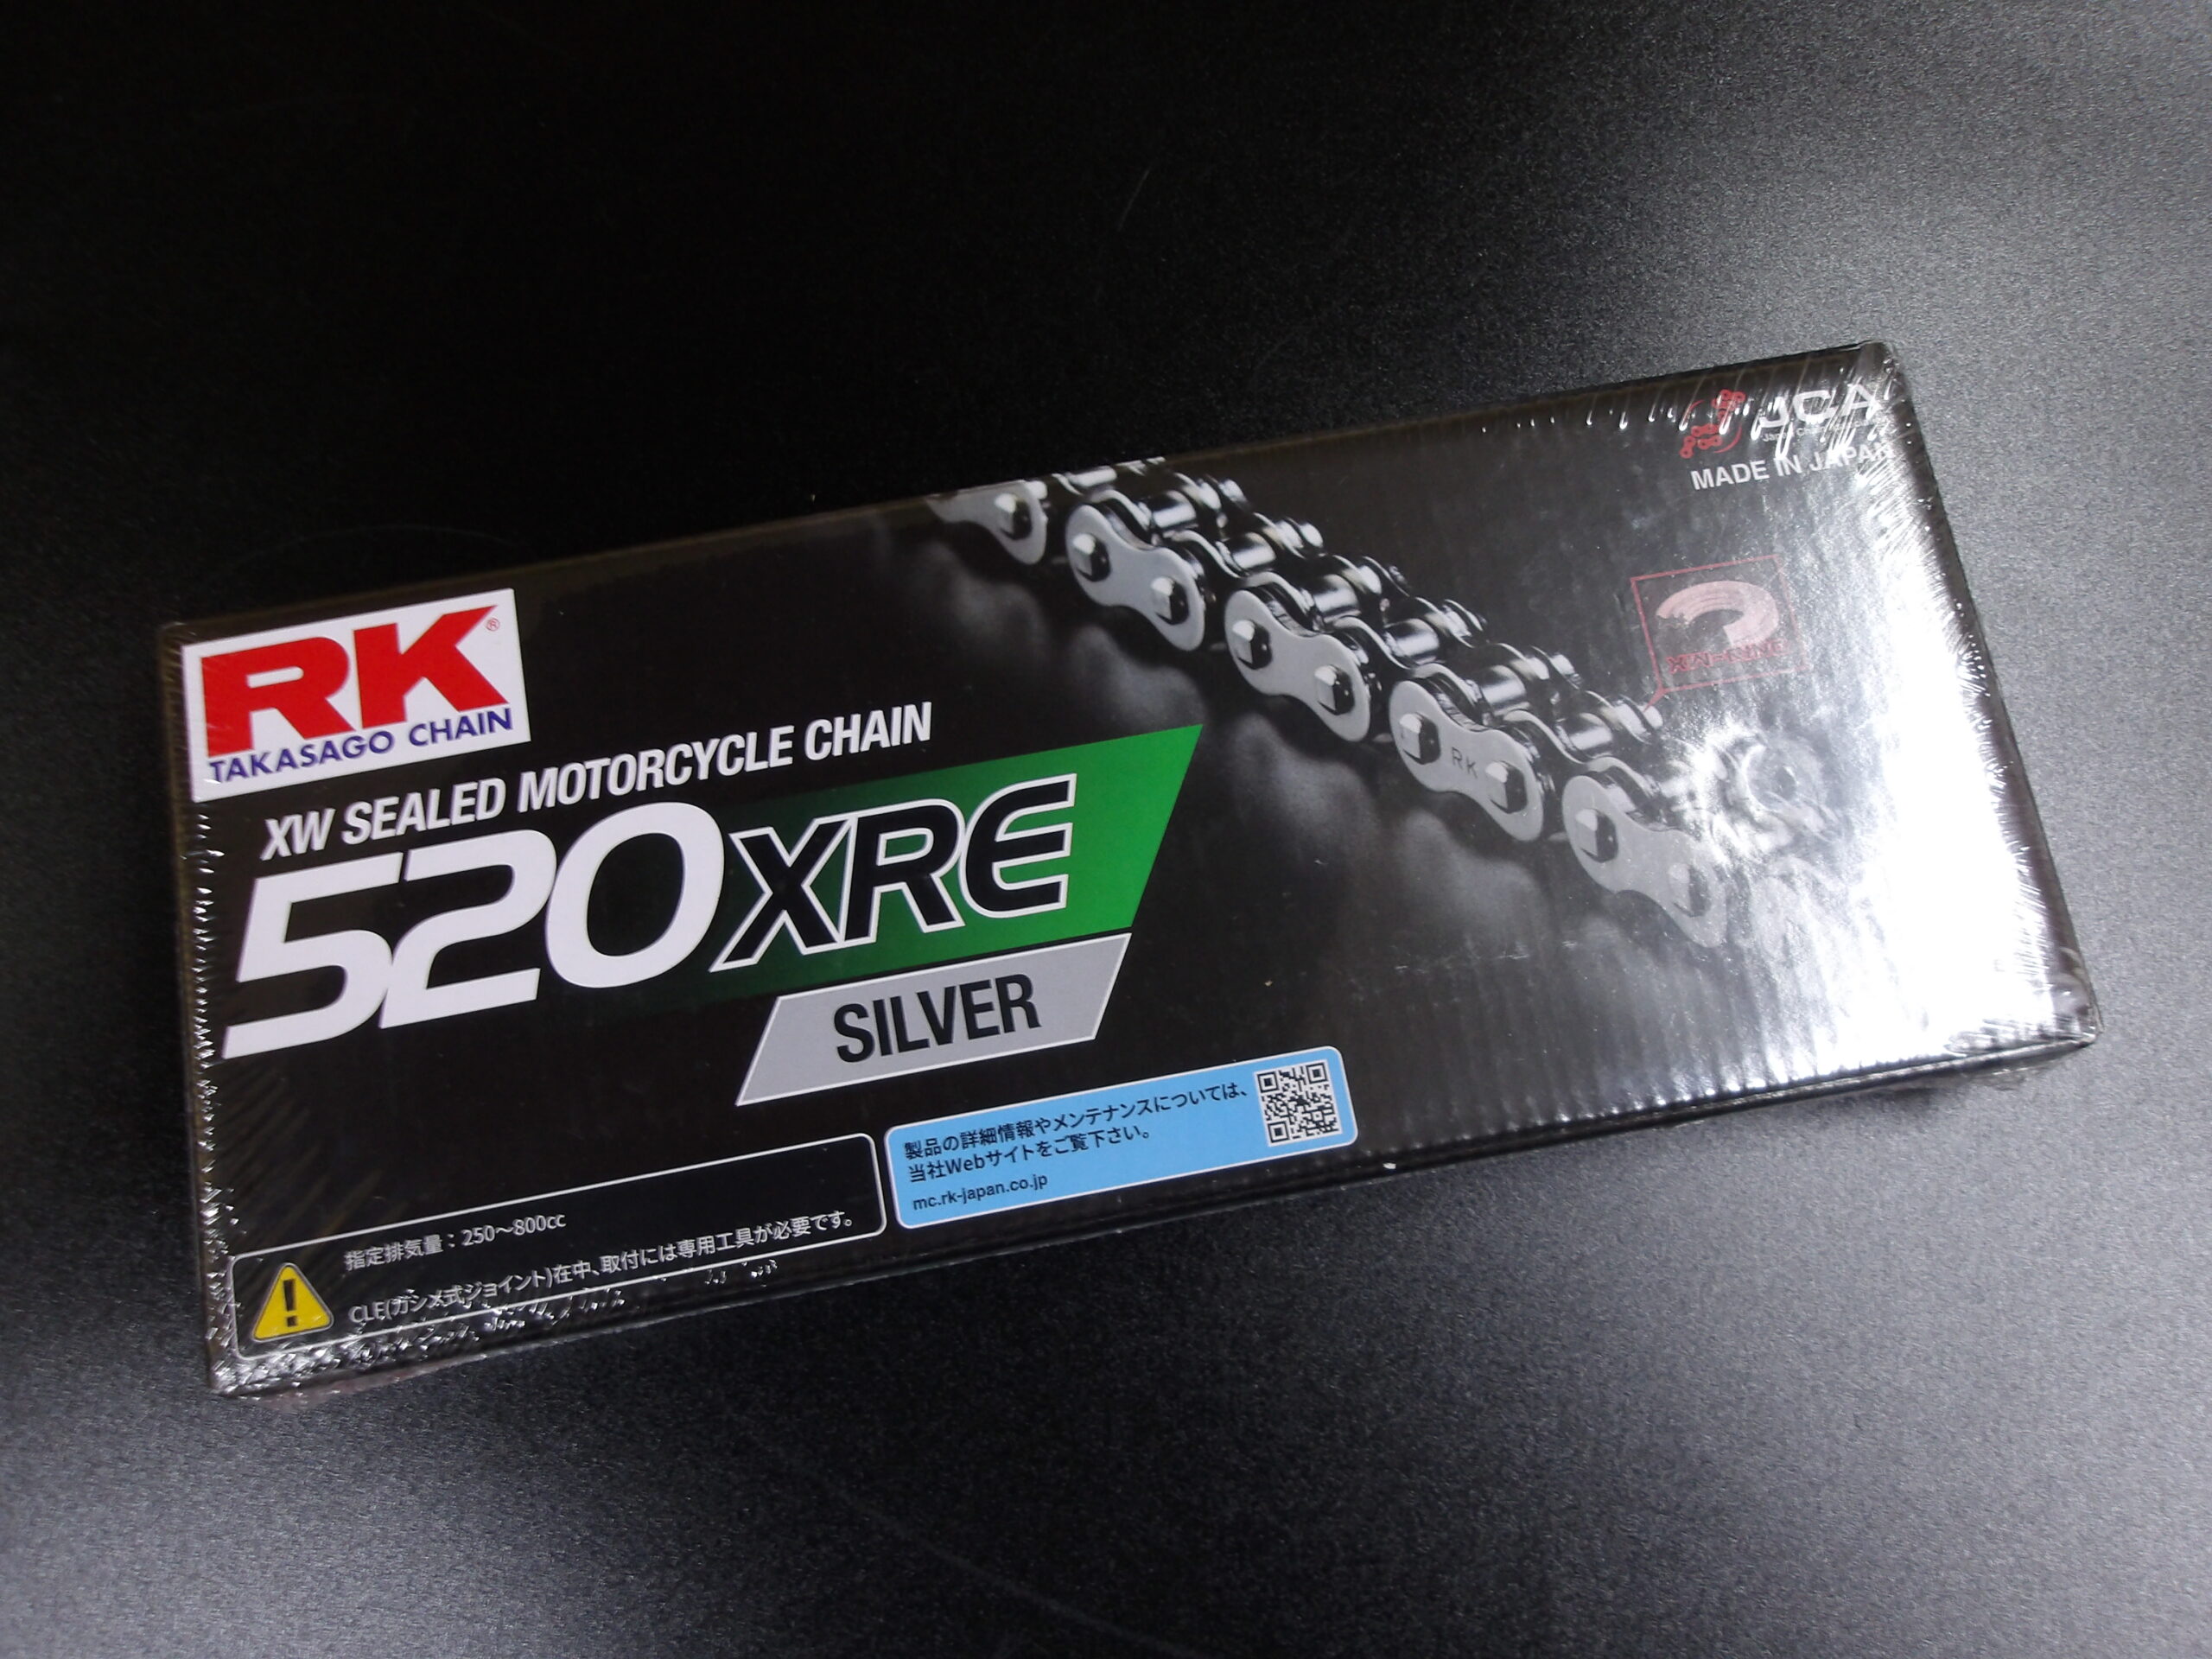 RK®
TAKASAGO CHAIN
XW SEALED MOTORCYCLE CHAIN
520XRE
SILVER
JCA
MADE IN JAPAN
XW-RING
RK
製品の詳細情報やメンテナンスについては、
当社Webサイトをご覧下さい。
mc.rk-japan.co.jp
指定排気量：250～800cc
CLE(カシメ式ジョイント)在中、取付には専用工具が必要です。